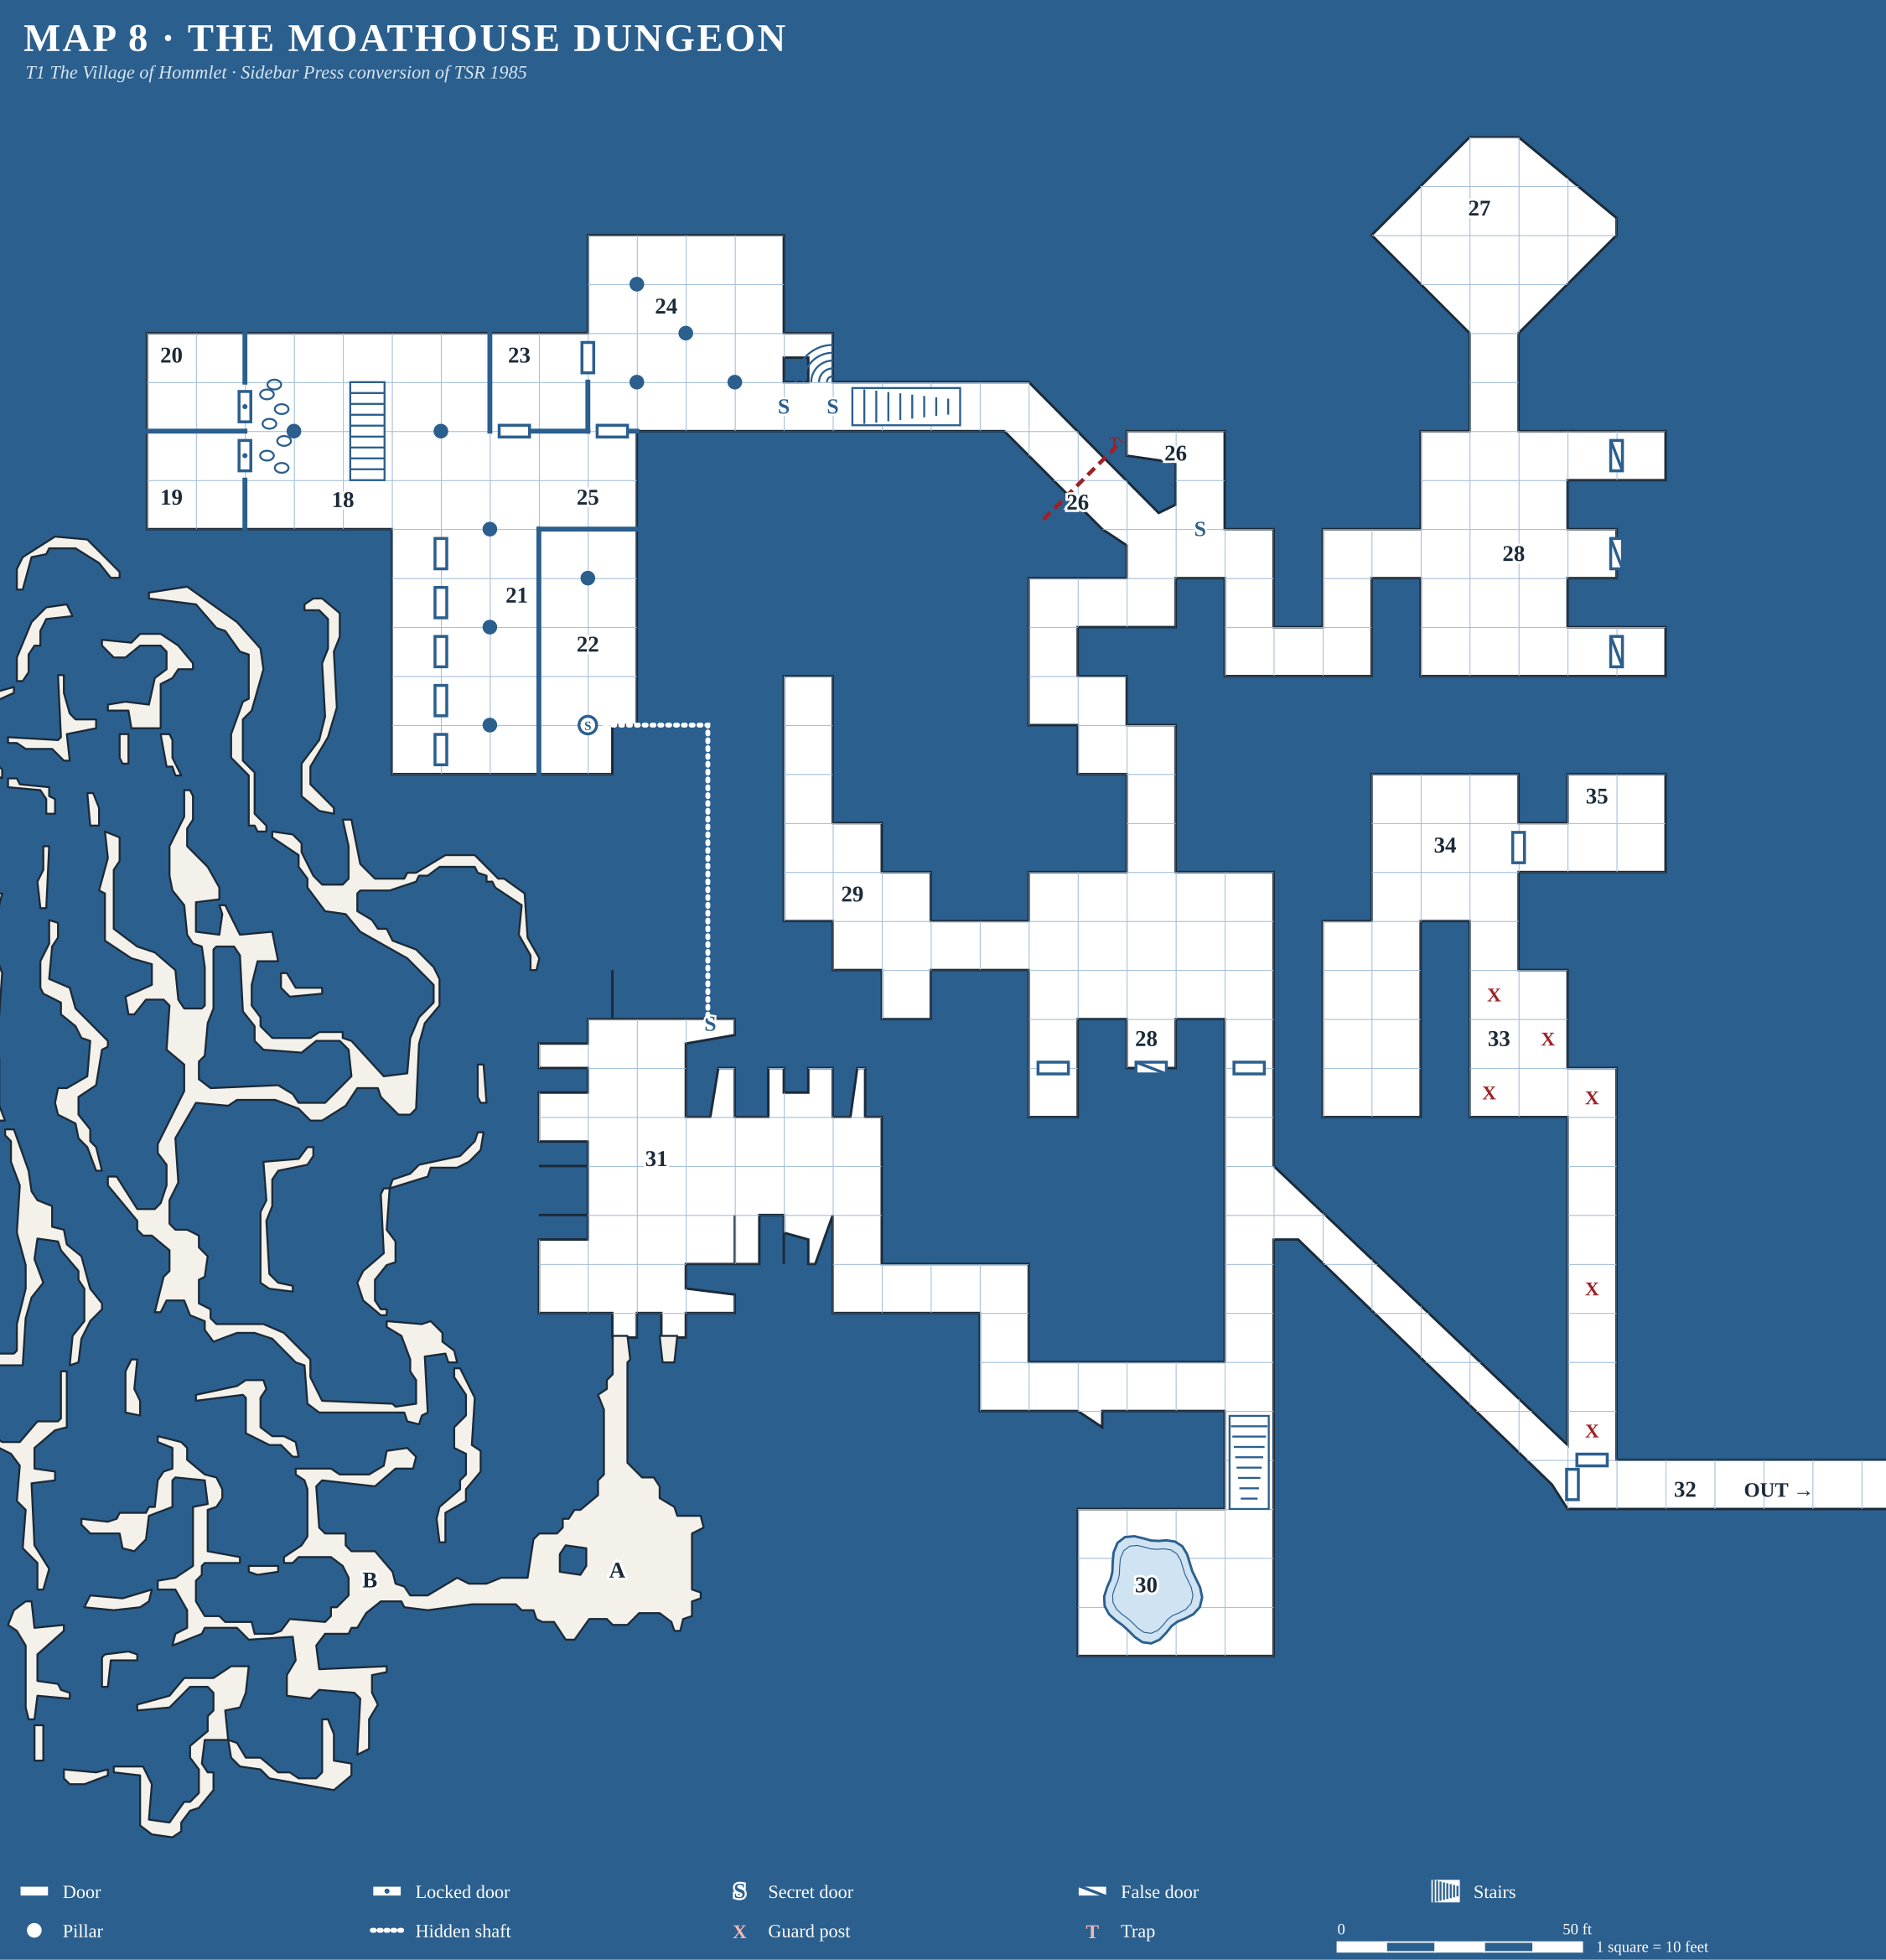 MAP 8 · THE MOATHOUSE DUNGEON
T1 The Village of Hommlet · Sidebar Press conversion of TSR 1985
27
24
20
23
S
S
T
26
26
19
18
25
S
28
21
22
S
35
34
29
X
S
28
33
X
X
X
31
X
X
32
OUT →
A
B
30
Door
Locked door
S
Secret door
False door
Stairs
Pillar
Hidden shaft
X
Guard post
T
Trap
0
50 ft
1 square = 10 feet